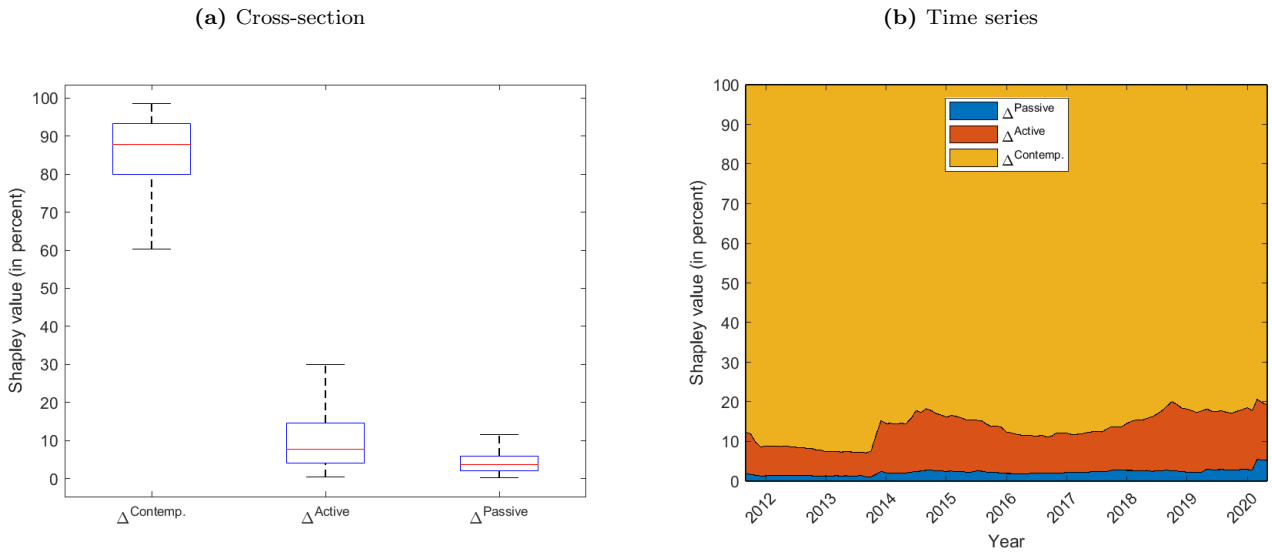 (a) Cross-section
100
90
80
70
60
50
40
30
20
10
0
Shapley value (in percent)
Δ^Contemp.
Δ^Active
Δ^Passive
(b) Time series
100
90
80
70
60
50
40
30
20
10
0
Shapley value (in percent)
Δ^Passive
Δ^Active
Δ^Contemp.
2012
2013
2014
2015
2016
2017
2018
2019
2020
Year